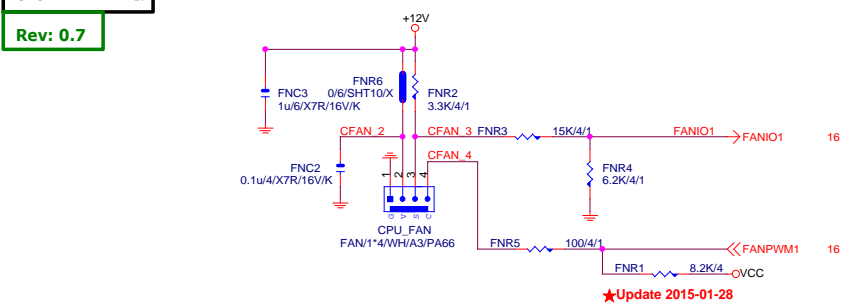 Rev: 0.7
+12V
FNR6
0/6/SHT10/X
FNC3
1u/6/X7R/16V/K
FNR2
3.3K/4/1
CFAN_2
CFAN_3
FNR3
15K/4/1
FANIO1
FANIO1
16
CFAN_4
FNC2
0.1u/4/X7R/16V/K
FNR4
6.2K/4/1
1
2
3
4
G
V
S
C
CPU_FAN
FAN/1*4/WH/A3/PA66
FNR5
100/4/1
FANPWM1
16
FNR1
8.2K/4
VCC
★Update 2015-01-28